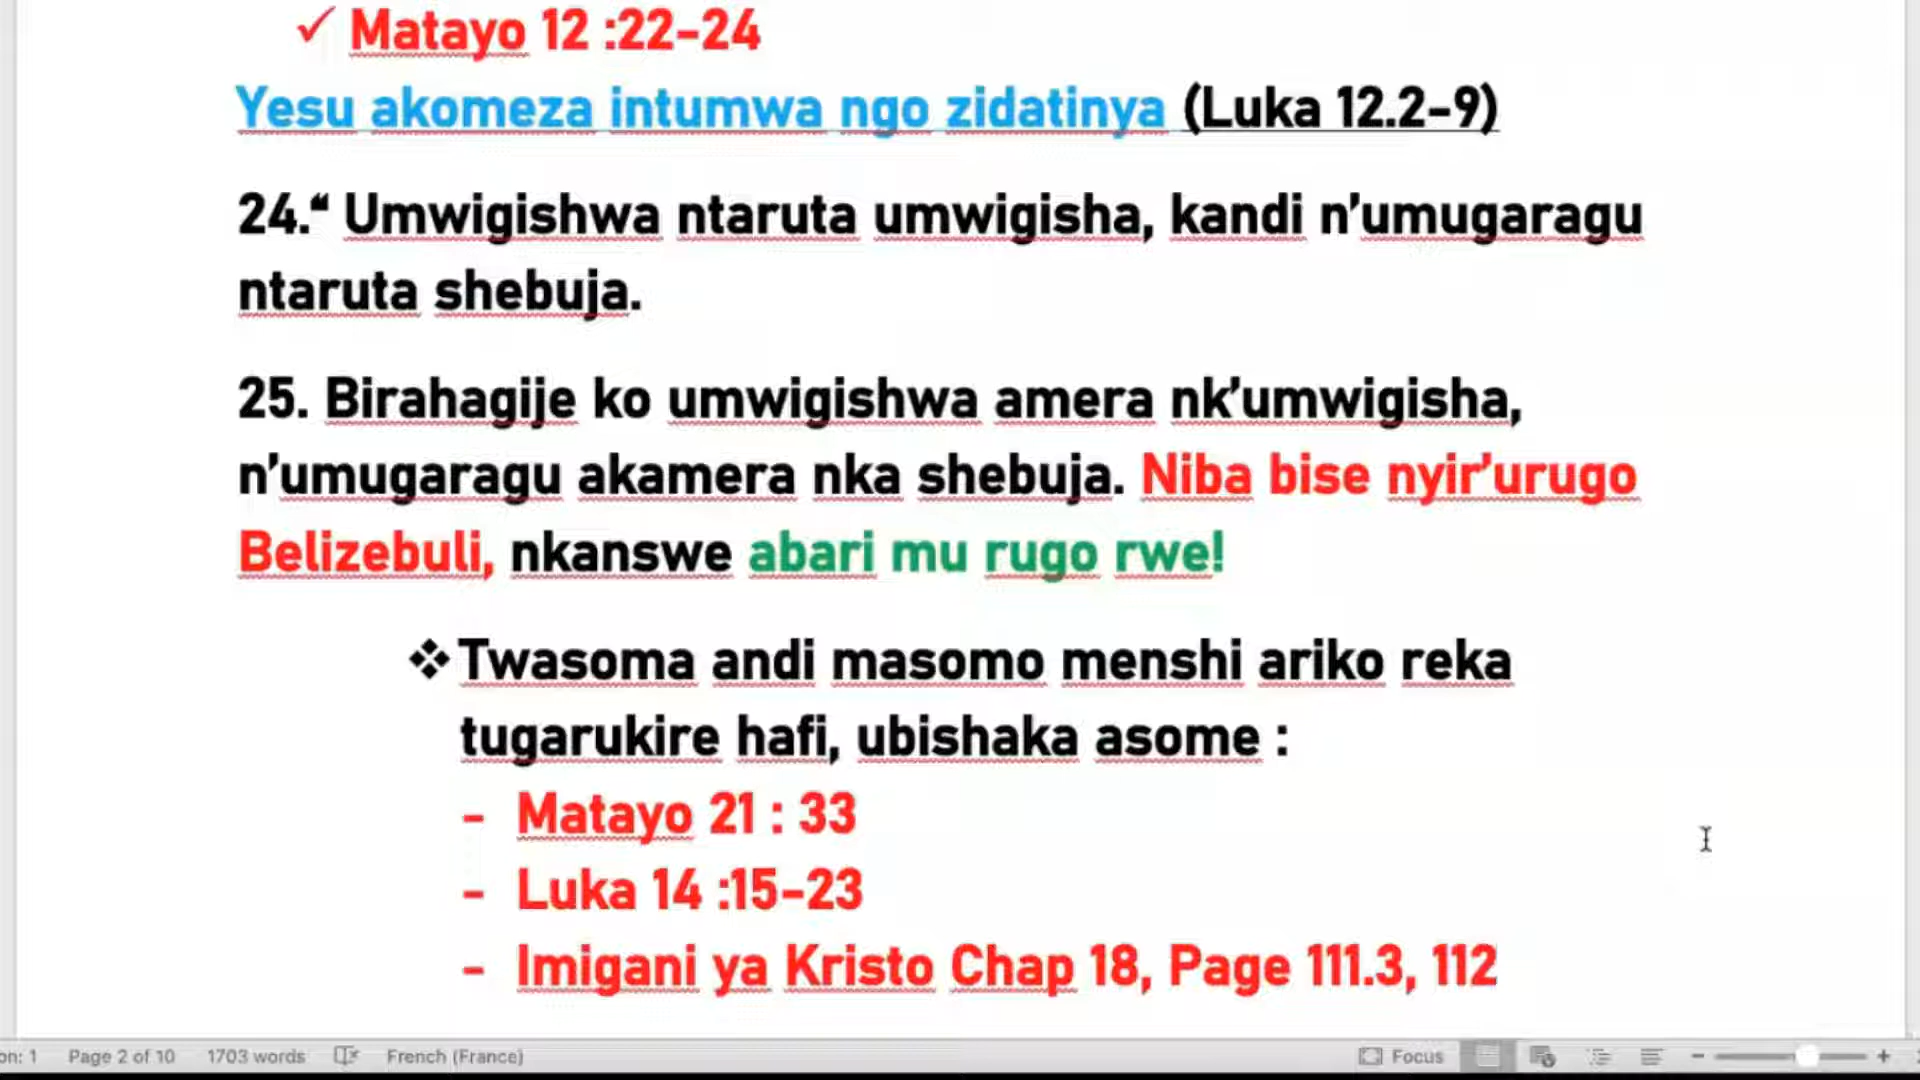 ✓ Matayo 12 :22-24
Yesu akomeza intumwa ngo zidatinya (Luka 12.2-9)
24.“ Umwigishwa ntaruta umwigisha, kandi n’umugaragu
ntaruta shebuja.
25. Birahagije ko umwigishwa amera nk’umwigisha,
n’umugaragu akamera nka shebuja. Niba bise nyir’urugo
Belizebuli, nkanswe abari mu rugo rwe!
❖ Twasoma andi masomo menshi ariko reka
tugarukire hafi, ubishaka asome :
- Matayo 21 : 33
- Luka 14 :15-23
- Imigani ya Kristo Chap 18, Page 111.3, 112
on: 1 Page 2 of 10 1703 words French (France) Focus